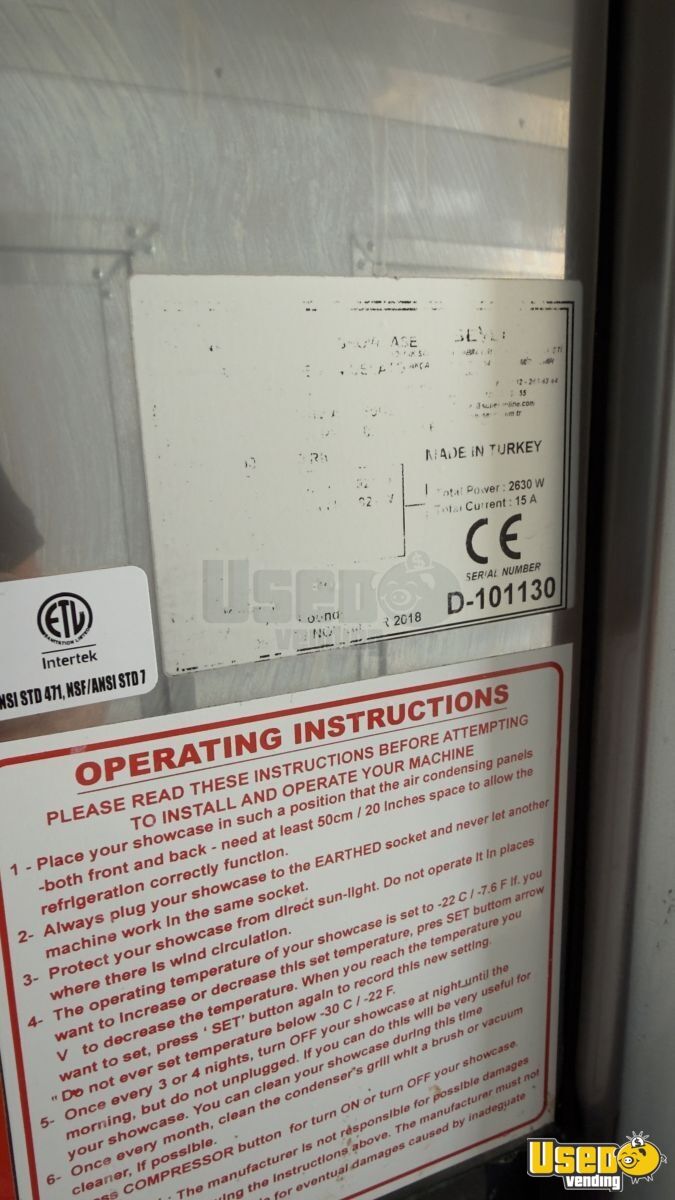 MADE IN TURKEY
Total Power : 2630 W
Total Current : 15 A
CE
SERIAL NUMBER
D-101130
R 2018
USED
VENDING
ETL
Intertek
NSI STD 471, NSF/ANSI STD 7
OPERATING INSTRUCTIONS
PLEASE READ THESE INSTRUCTIONS BEFORE ATTEMPTING
TO INSTALL AND OPERATE YOUR MACHINE
1 - Place your showcase in such a position that the air condensing panels
-both front and back - need at least 50cm / 20 Inches space to allow the
refrigeration correctly function.
2- Always plug your showcase to the EARTHED socket and never let another
machine work In the same socket.
3- Protect your showcase from direct sun-light. Do not operate It In places
where there is wind circulation.
4- The operating temperature of your showcase is set to -22 C / -7.6 F If. you
want to Increase or decrease this set temperature, press SET buttom arrow
V to decrease the temperature. When you reach the temperature you
want to set, press ' SET' button again to record this new setting.
"Do not ever set temperature below -30 C / -22 F.
5- Once every 3 or 4 nights, turn OFF your showcase at night until the
morning, but do not unplugged. If you can do this will be very useful for
your showcase. You can clean your showcase during this time
6- Once every month, clean the condenser's grill whit a brush or vacuum
cleaner, If possible.
ss COMPRESSOR button for turn ON or turn OFF your showcase.
: The manufacturer is not responsible for possible damages
wing the Instructions above. The manufacturer must not
for eventual damages caused by inadeguate
USED
vending